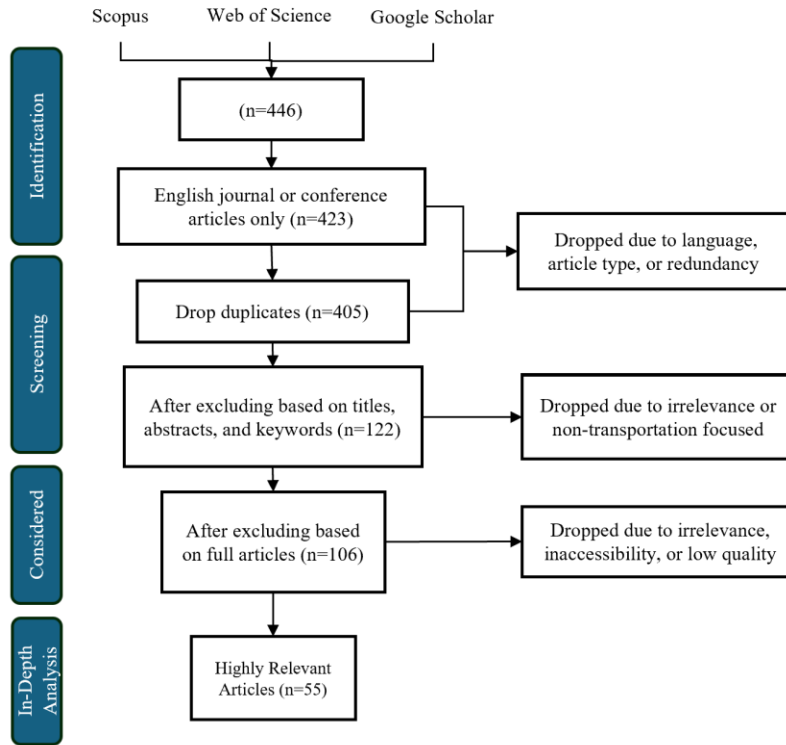 Scopus
Web of Science
Google Scholar
Identification
(n=446)
English journal or conference
articles only (n=423)
Dropped due to language,
article type, or redundancy
Screening
Drop duplicates (n=405)
After excluding based on titles,
abstracts, and keywords (n=122)
Dropped due to irrelevance or
non-transportation focused
Considered
After excluding based
on full articles (n=106)
Dropped due to irrelevance,
inaccessibility, or low quality
In-Depth
Analysis
Highly Relevant
Articles (n=55)